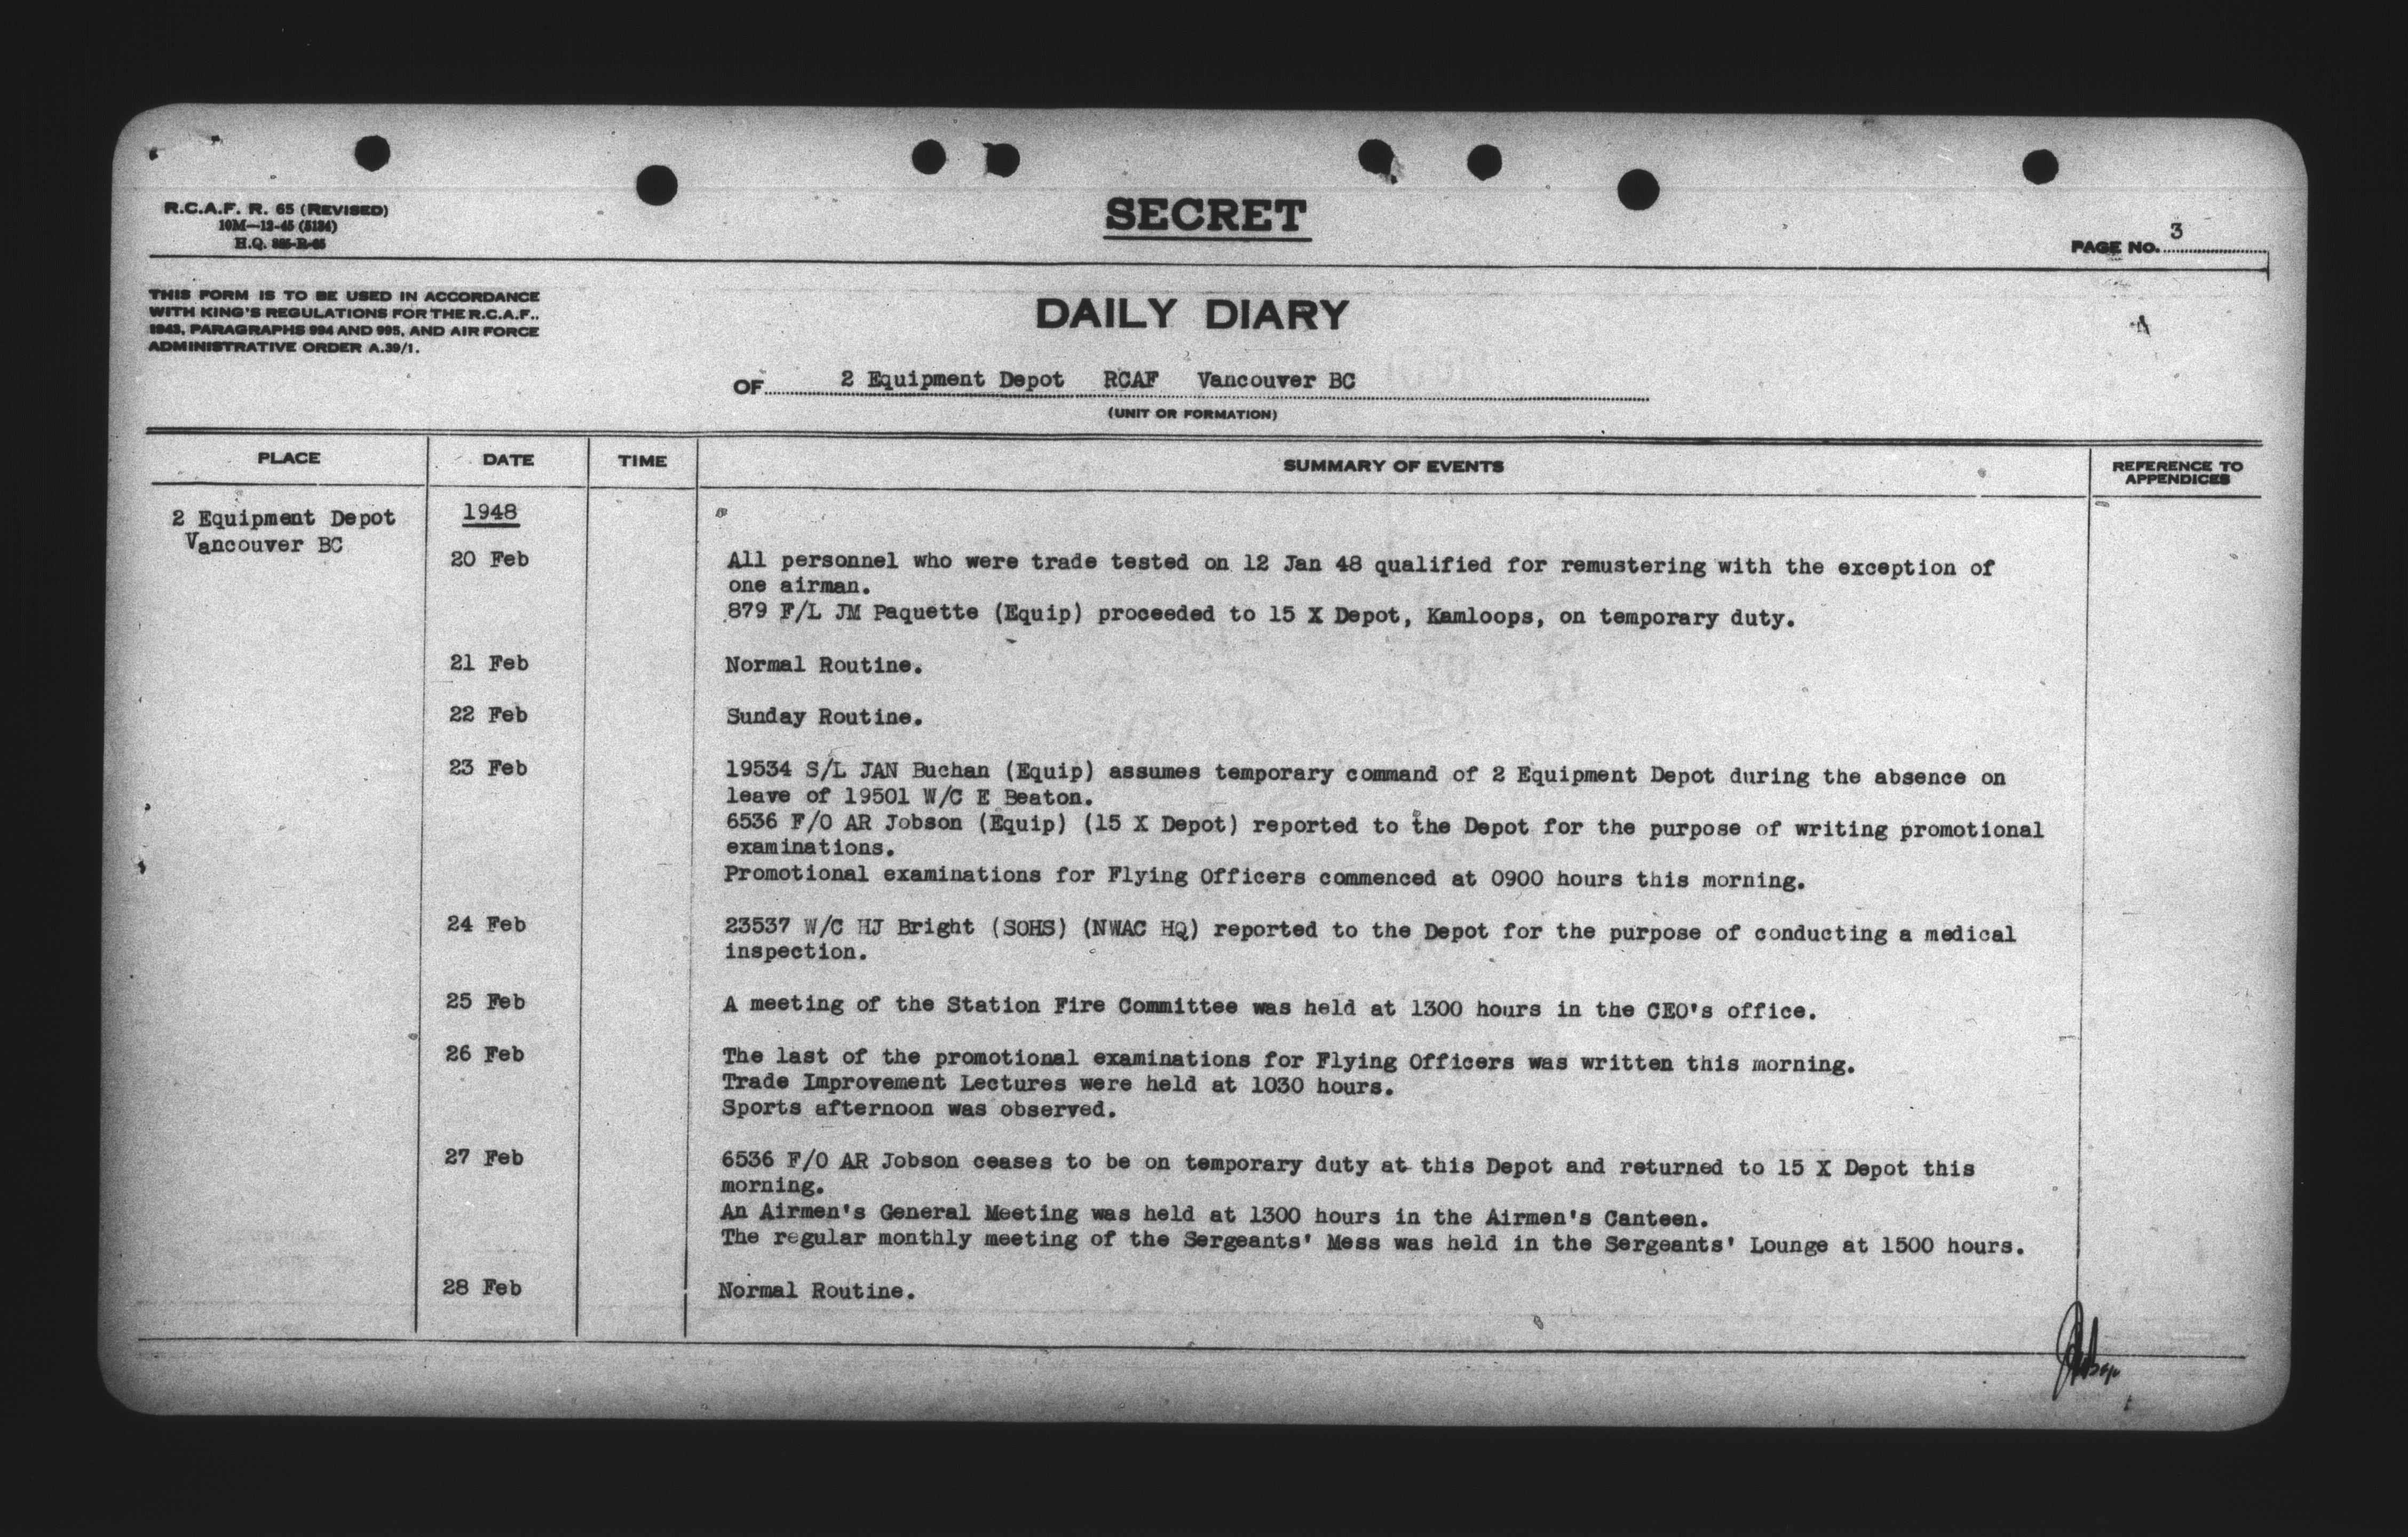 R.C.A.F. R. 65 (REVISED)
10M—12-45 (5134)
H.Q. 885-R-65
SECRET
PAGE NO. 3
THIS FORM IS TO BE USED IN ACCORDANCE
WITH KING'S REGULATIONS FOR THE R.C.A.F.,
1943, PARAGRAPHS 994 AND 995, AND AIR FORCE
ADMINISTRATIVE ORDER A.39/1.
DAILY DIARY
OF 2 Equipment Depot RCAF Vancouver BC
(UNIT OR FORMATION)
PLACE DATE TIME SUMMARY OF EVENTS REFERENCE TO APPENDICES
2 Equipment Depot 1948
Vancouver BC
20 Feb All personnel who were trade tested on 12 Jan 48 qualified for remustering with the exception of
one airman.
879 F/L JM Paquette (Equip) proceeded to 15 X Depot, Kamloops, on temporary duty.
21 Feb Normal Routine.
22 Feb Sunday Routine.
23 Feb 19534 S/L JAN Buchan (Equip) assumes temporary command of 2 Equipment Depot during the absence on
leave of 19501 W/C E Beaton.
6536 F/O AR Jobson (Equip) (15 X Depot) reported to the Depot for the purpose of writing promotional
examinations.
Promotional examinations for Flying Officers commenced at 0900 hours this morning.
24 Feb 23537 W/C HJ Bright (SOHS) (NWAC HQ) reported to the Depot for the purpose of conducting a medical
inspection.
25 Feb A meeting of the Station Fire Committee was held at 1300 hours in the CEO's office.
26 Feb The last of the promotional examinations for Flying Officers was written this morning.
Trade Improvement Lectures were held at 1030 hours.
Sports afternoon was observed.
27 Feb 6536 F/O AR Jobson ceases to be on temporary duty at this Depot and returned to 15 X Depot this
morning.
An Airmen's General Meeting was held at 1300 hours in the Airmen's Canteen.
The regular monthly meeting of the Sergeants' Mess was held in the Sergeants' Lounge at 1500 hours.
28 Feb Normal Routine.